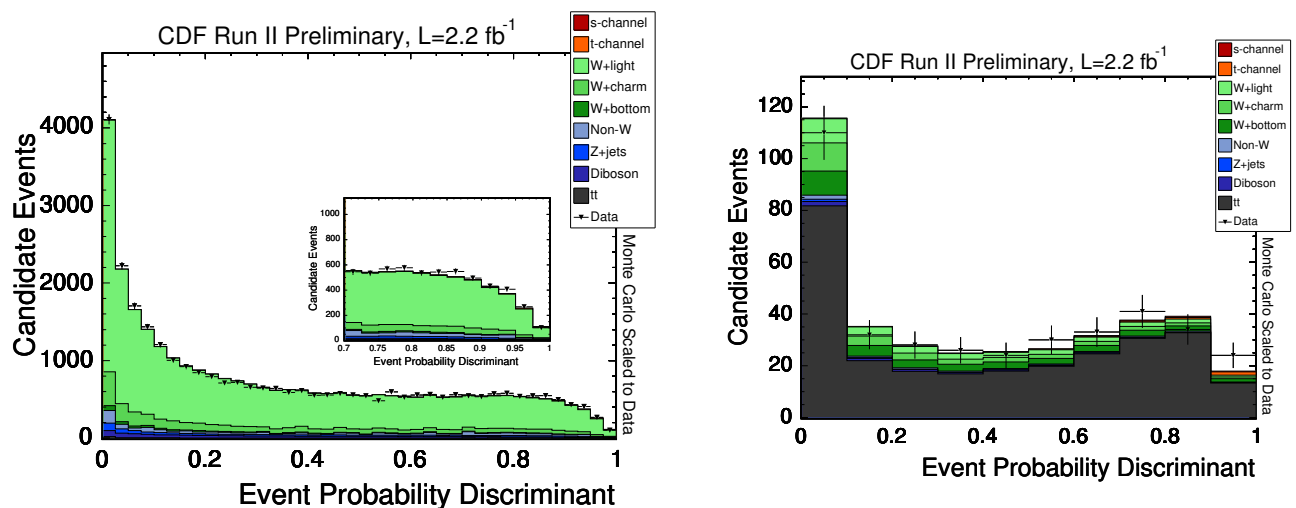 CDF Run II Preliminary, L=2.2 fb-1
s-channel
t-channel
W+light
W+charm
W+bottom
Non-W
Z+jets
Diboson
tt
Data
Candidate Events
4000
3000
2000
1000
0
0 0.2 0.4 0.6 0.8 1
Event Probability Discriminant
Monte Carlo Scaled to Data
Candidate Events
1000
800
600
400
200
0
0.7 0.75 0.8 0.85 0.9 0.95 1
Event Probability Discriminant
CDF Run II Preliminary, L=2.2 fb-1
s-channel
t-channel
W+light
W+charm
W+bottom
Non-W
Z+jets
Diboson
tt
Data
Candidate Events
120
100
80
60
40
20
0
0 0.2 0.4 0.6 0.8 1
Event Probability Discriminant
Monte Carlo Scaled to Data